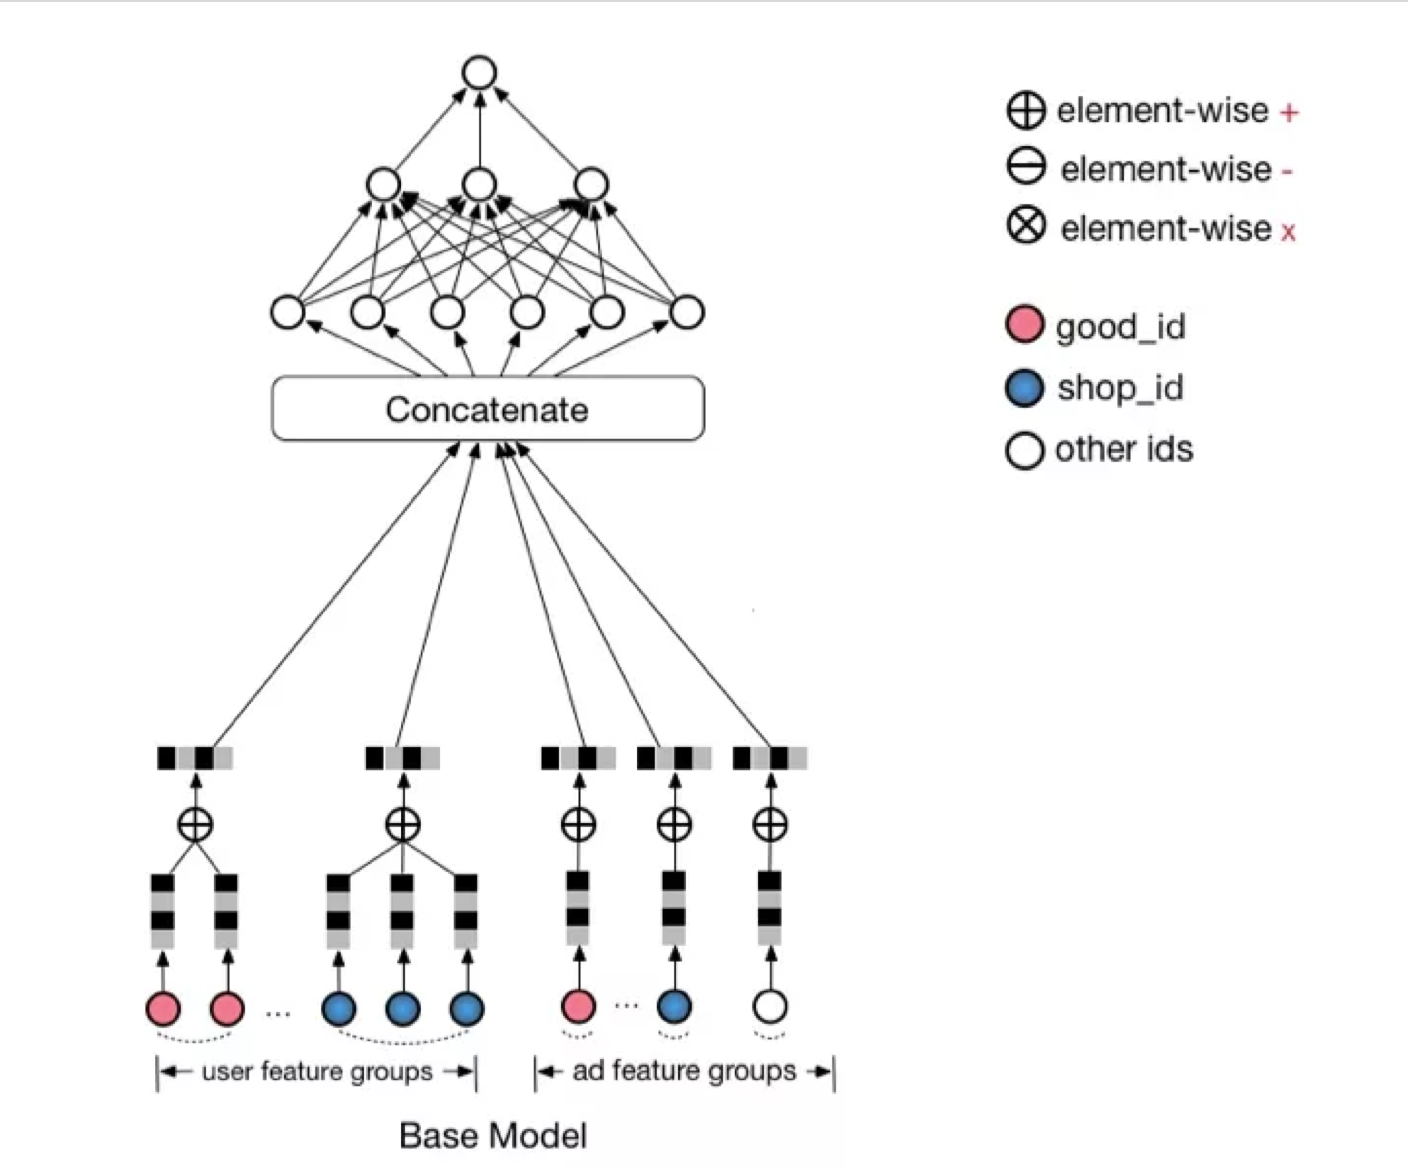 element-wise +
element-wise -
element-wise x
good_id
shop_id
other ids
Concatenate
... ...
user feature groups ad feature groups
Base Model